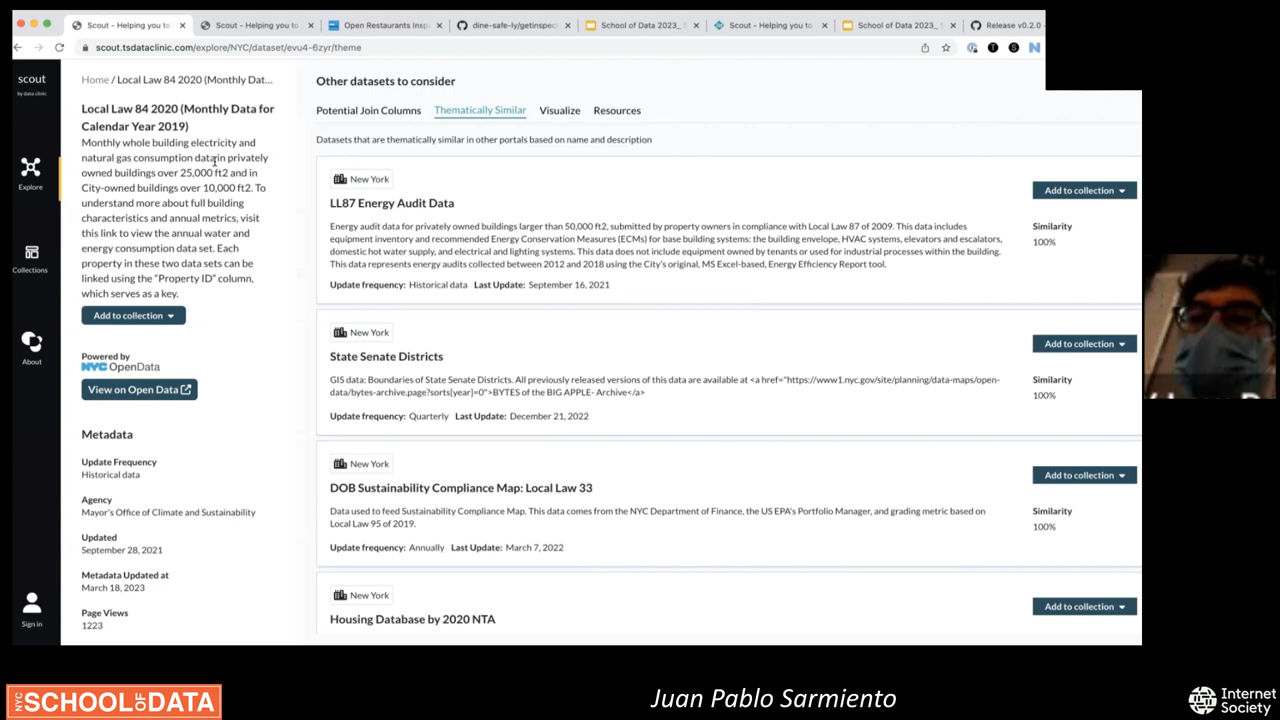 Scout - Helping you to
Scout - Helping you to
Open Restaurants Insp
dine-safe-ly/getinspec
School of Data 2023_
Scout - Helping you to
School of Data 2023_
Release v0.2.0
scout.tsdataclinic.com/explore/NYC/dataset/evu4-6zyr/theme
scout
by data clinic
Explore
Collections
About
Sign in
Home / Local Law 84 2020 (Monthly Dat...
Local Law 84 2020 (Monthly Data for
Calendar Year 2019)
Monthly whole building electricity and
natural gas consumption data in privately
owned buildings over 25,000 ft2 and in
City-owned buildings over 10,000 ft2. To
understand more about full building
characteristics and annual metrics, visit
this link to view the annual water and
energy consumption data set. Each
property in these two data sets can be
linked using the “Property ID” column,
which serves as a key.
Add to collection
Powered by
NYC OpenData
View on Open Data
Metadata
Update Frequency
Historical data
Agency
Mayor's Office of Climate and Sustainability
Updated
September 28, 2021
Metadata Updated at
March 18, 2023
Page Views
1223
Other datasets to consider
Potential Join Columns Thematically Similar Visualize Resources
Datasets that are thematically similar in other portals based on name and description
New York
LL87 Energy Audit Data
Energy audit data for privately owned buildings larger than 50,000 ft2, submitted by property owners in compliance with Local Law 87 of 2009. This data includes
equipment inventory and recommended Energy Conservation Measures (ECMs) for base building systems: the building envelope, HVAC systems, elevators and escalators,
domestic hot water supply, and electrical and lighting systems. This data does not include equipment owned by tenants or used for industrial processes within the building.
This data represents energy audits collected between 2012 and 2018 using the City's original, MS Excel-based, Energy Efficiency Report tool.
Update frequency: Historical data Last Update: September 16, 2021
Add to collection
Similarity
100%
New York
State Senate Districts
GIS data: Boundaries of State Senate Districts. All previously released versions of this data are available at <a href="https://www1.nyc.gov/site/planning/data-maps/open-
data/bytes-archive.page?sorts[year]=0">BYTES of the BIG APPLE- Archive</a>
Update frequency: Quarterly Last Update: December 21, 2022
Add to collection
Similarity
100%
New York
DOB Sustainability Compliance Map: Local Law 33
Data used to feed Sustainability Compliance Map. This data comes from the NYC Department of Finance, the US EPA's Portfolio Manager, and grading metric based on
Local Law 95 of 2019.
Update frequency: Annually Last Update: March 7, 2022
Add to collection
Similarity
100%
New York
Housing Database by 2020 NTA
Add to collection
NYC SCHOOL OF DATA
Juan Pablo Sarmiento
Internet
Society